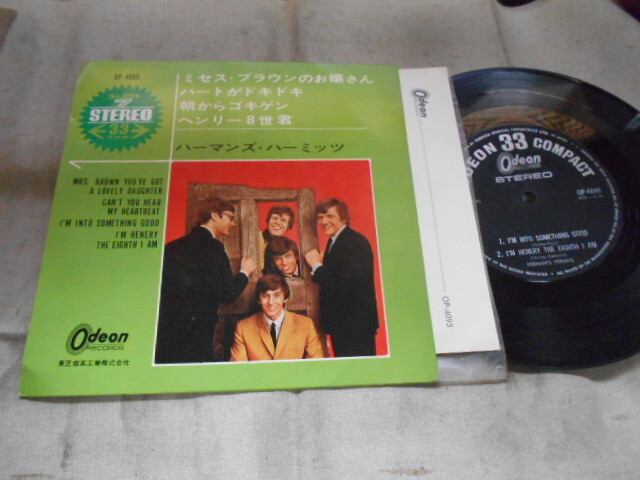 OP-4095
STEREO
33
ミセス・ブラウンのお嬢さん
ハートがドキドキ
朝からゴキゲン
ヘンリー8世君
ハーマンズ・ハーミッツ
MRS. BROWN YOU'VE GOT
A LOVELY DAUGHTER
CAN'T YOU HEAR
MY HEARTBEAT
I'M INTO SOMETHING GOOD
I'M HENERY
THE EIGHTH I AM
Odeon
RECORDS
東芝音楽工業株式会社
Odeon
OP-4095
ODEON 33 COMPACT
Odeon
STEREO
OP-4095
1. I'M INTO SOMETHING GOOD
2. I'M HENERY THE EIGHTH I AM
HERMAN'S HERMITS